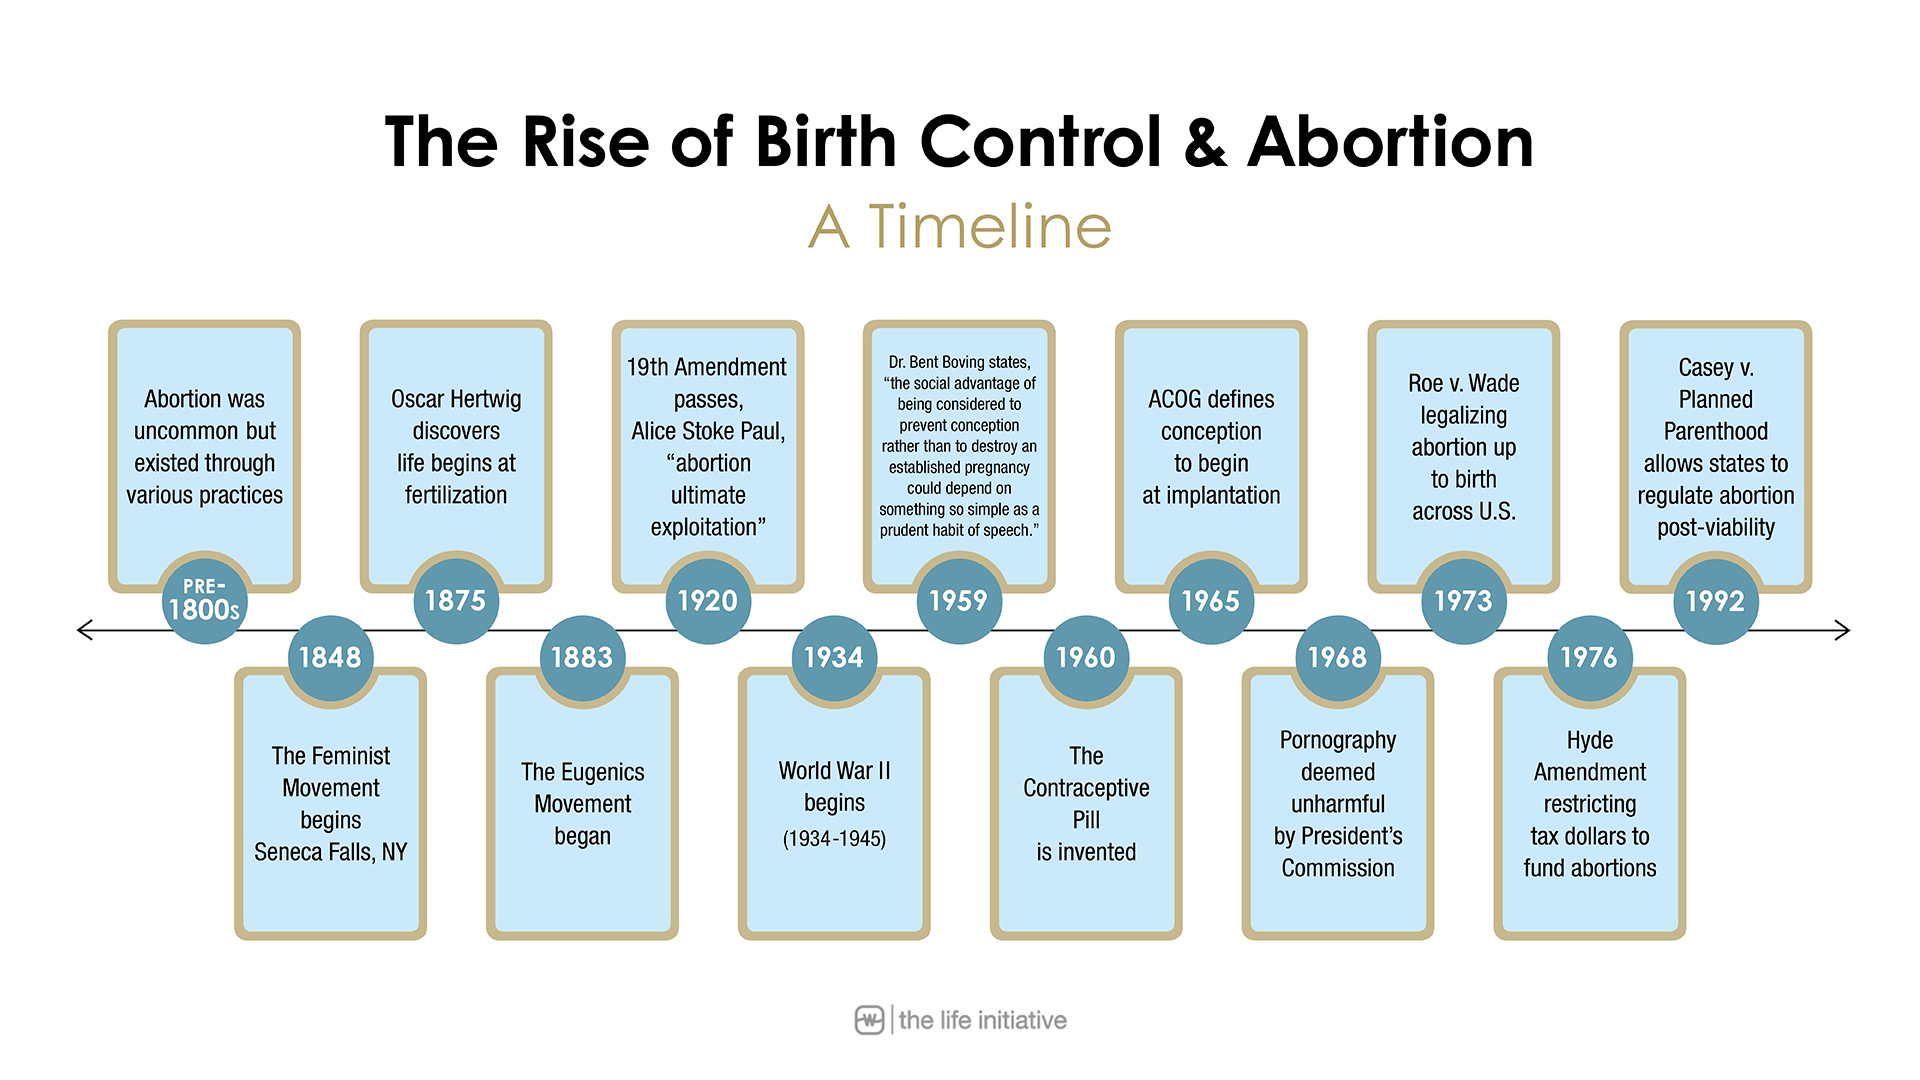 The Rise of Birth Control & Abortion
A Timeline
Abortion was
uncommon but
existed through
various practices
PRE-
1800s
1848
The Feminist
Movement
begins
Seneca Falls, NY
Oscar Hertwig
discovers
life begins at
fertilization
1875
1883
The Eugenics
Movement
began
19th Amendment
passes,
Alice Stoke Paul,
“abortion
ultimate
exploitation”
1920
1934
World War II
begins
(1934-1945)
Dr. Bent Boving states,
“the social advantage of
being considered to
prevent conception
rather than to destroy an
established pregnancy
could depend on
something so simple as a
prudent habit of speech.”
1959
1960
The
Contraceptive
Pill
is invented
ACOG defines
conception
to begin
at implantation
1965
1968
Pornography
deemed
unharmful
by President’s
Commission
Roe v. Wade
legalizing
abortion up
to birth
across U.S.
1973
1976
Hyde
Amendment
restricting
tax dollars to
fund abortions
Casey v.
Planned
Parenthood
allows states to
regulate abortion
post-viability
1992
the life initiative